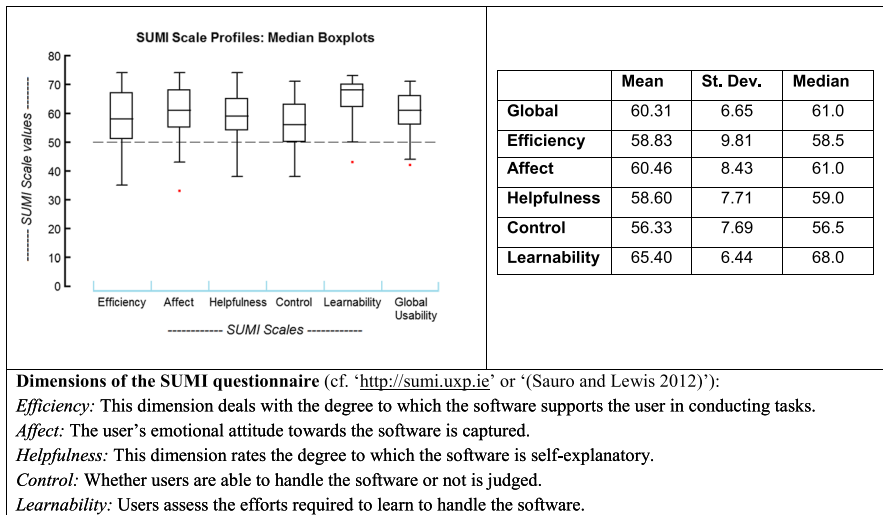 SUMI Scale Profiles: Median Boxplots
80
70
60
50
40
30
20
10
0
------ SUMI Scale values ------
Efficiency Affect Helpfulness Control Learnability Global
Usability
------------ SUMI Scales ------------
Mean St. Dev. Median
Global 60.31 6.65 61.0
Efficiency 58.83 9.81 58.5
Affect 60.46 8.43 61.0
Helpfulness 58.60 7.71 59.0
Control 56.33 7.69 56.5
Learnability 65.40 6.44 68.0
Dimensions of the SUMI questionnaire (cf. ‘http://sumi.uxp.ie’ or ‘(Sauro and Lewis 2012)’):
Efficiency: This dimension deals with the degree to which the software supports the user in conducting tasks.
Affect: The user’s emotional attitude towards the software is captured.
Helpfulness: This dimension rates the degree to which the software is self-explanatory.
Control: Whether users are able to handle the software or not is judged.
Learnability: Users assess the efforts required to learn to handle the software.